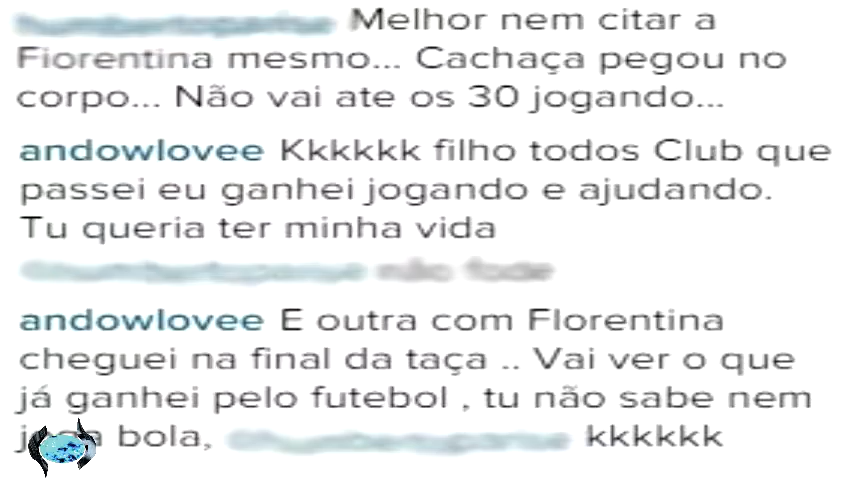 Melhor nem citar a
Fiorentina mesmo... Cachaça pegou no
corpo... Não vai ate os 30 jogando...
andowlovee Kkkkkk filho todos Club que
passei eu ganhei jogando e ajudando.
Tu queria ter minha vida
não fode
andowlovee E outra com Florentina
cheguei na final da taça .. Vai ver o que
já ganhei pelo futebol , tu não sabe nem
bola, kkkkkk